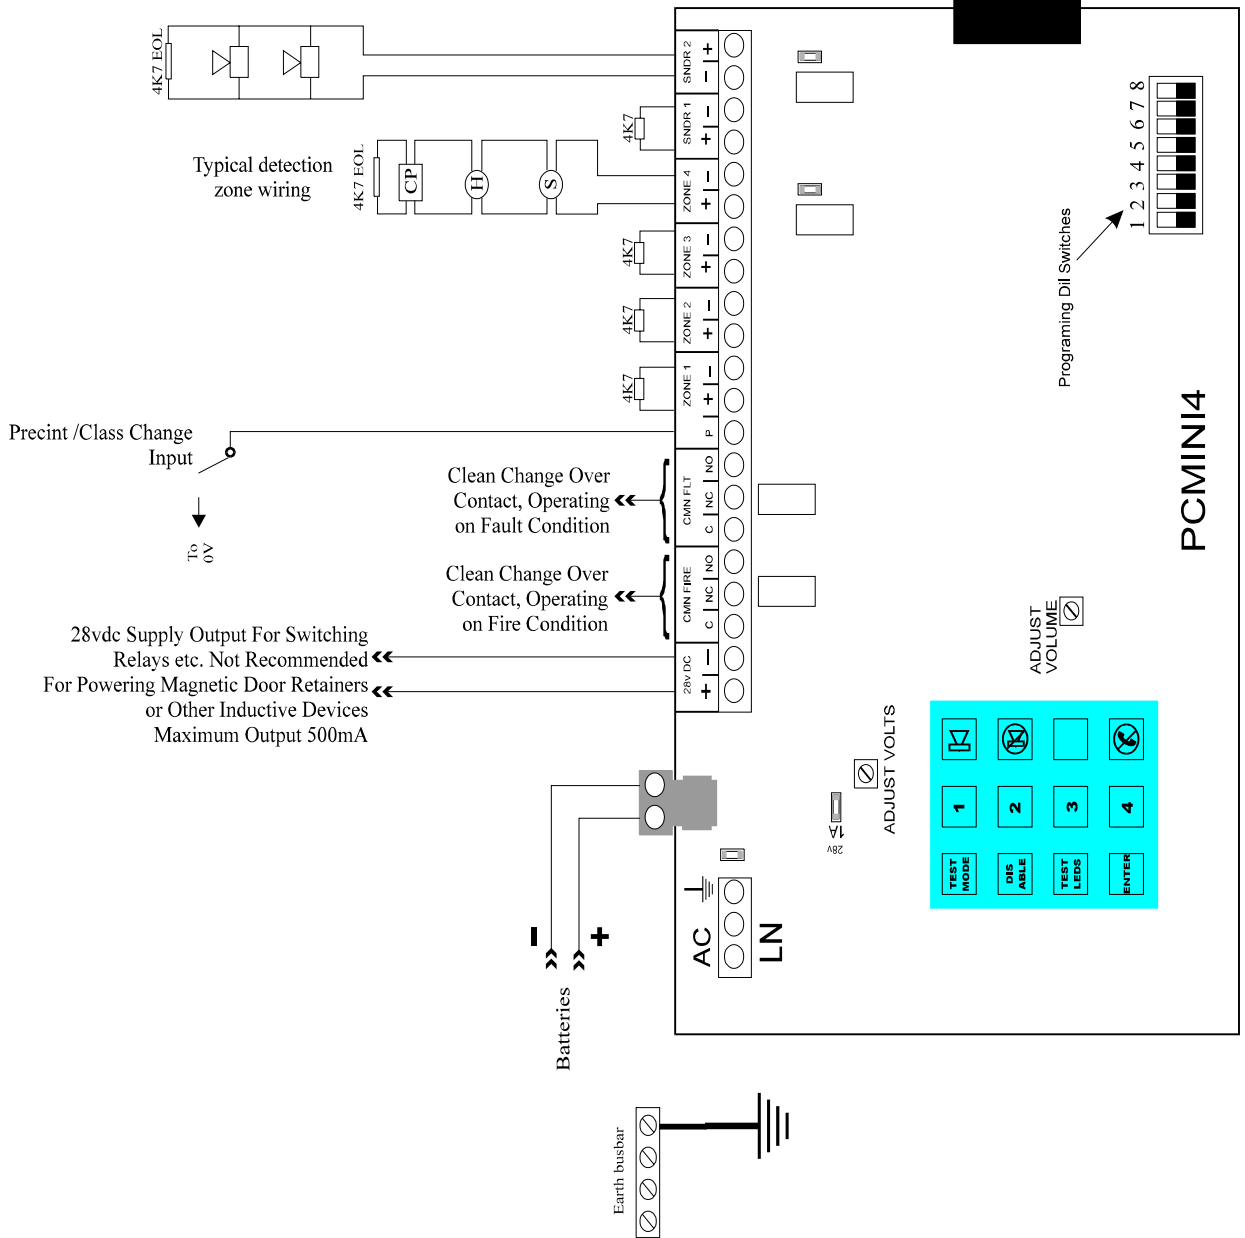 4K7 EOL
Typical detection
zone wiring
4K7 EOL
CP
H
S
4K7
4K7
4K7
4K7
SNDR 2
+
-
SNDR 1
-
+
ZONE 4
-
+
ZONE 3
-
+
ZONE 2
-
+
ZONE 1
-
+
P
CMN FLT
NO
NC
C
CMN FIRE
NO
NC
C
28v DC
-
+
Precint /Class Change
Input
To
0V
Clean Change Over
Contact, Operating
on Fault Condition
Clean Change Over
Contact, Operating
on Fire Condition
28vdc Supply Output For Switching
Relays etc. Not Recommended
For Powering Magnetic Door Retainers
or Other Inductive Devices
Maximum Output 500mA
-
+
Batteries
AC
LN
28v
1A
ADJUST VOLTS
ADJUST
VOLUME
PCMINI4
1 2 3 4 5 6 7 8
Programing Dil Switches
TEST
MODE
1
DIS
ABLE
2
TEST
LEDS
3
ENTER
4
Earth busbar